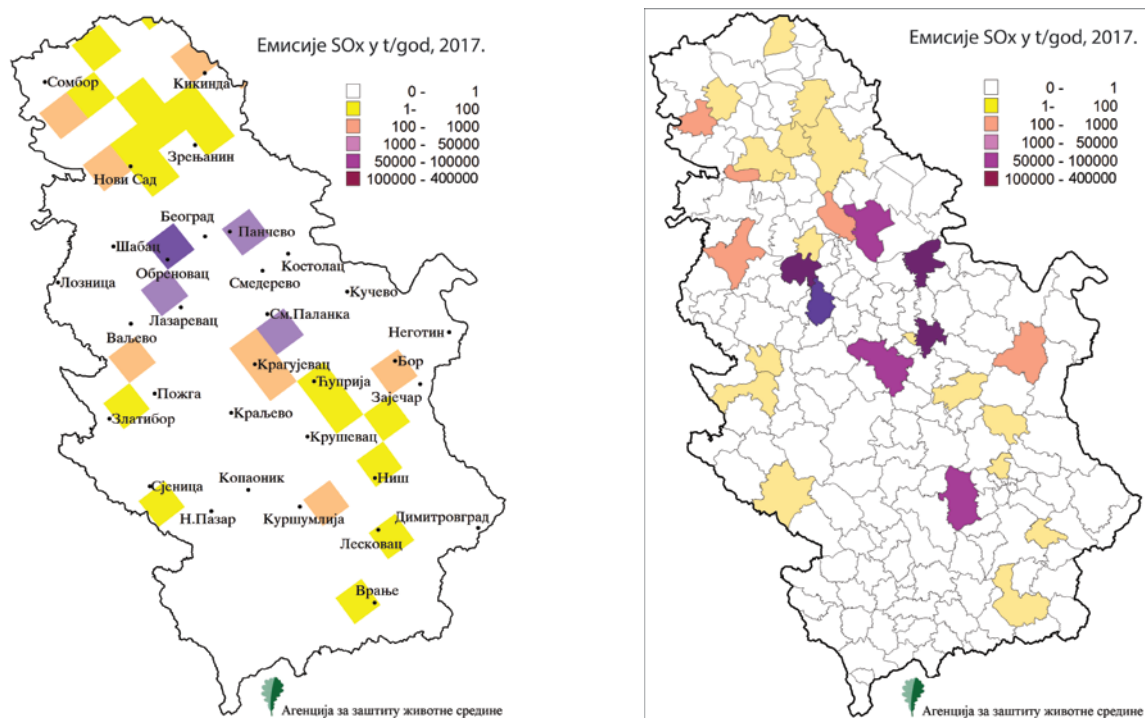 Емисије SOx у t/god, 2017.
0 - 1
1- 100
100 - 1000
1000 - 50000
50000 - 100000
100000 - 400000
Сомбор
Кикинда
Зрењанин
Нови Сад
Београд
Панчево
Шабац
Обреновац
Костолац
Смедерево
Лозница
Кучево
Лазаревац
См.Паланка
Неготин
Ваљево
Крагујевац
Бор
Ћуприја
Зајечар
Пожга
Златибор
Краљево
Крушевац
Копаоник
Ниш
Сјеница
Н.Пазар
Куршумлија
Димитровград
Лесковац
Врање
Агенција за заштиту животне средине
Емисије SOx у t/god, 2017.
0 - 1
1- 100
100 - 1000
1000 - 50000
50000 - 100000
100000 - 400000
Агенција за заштиту животне средине